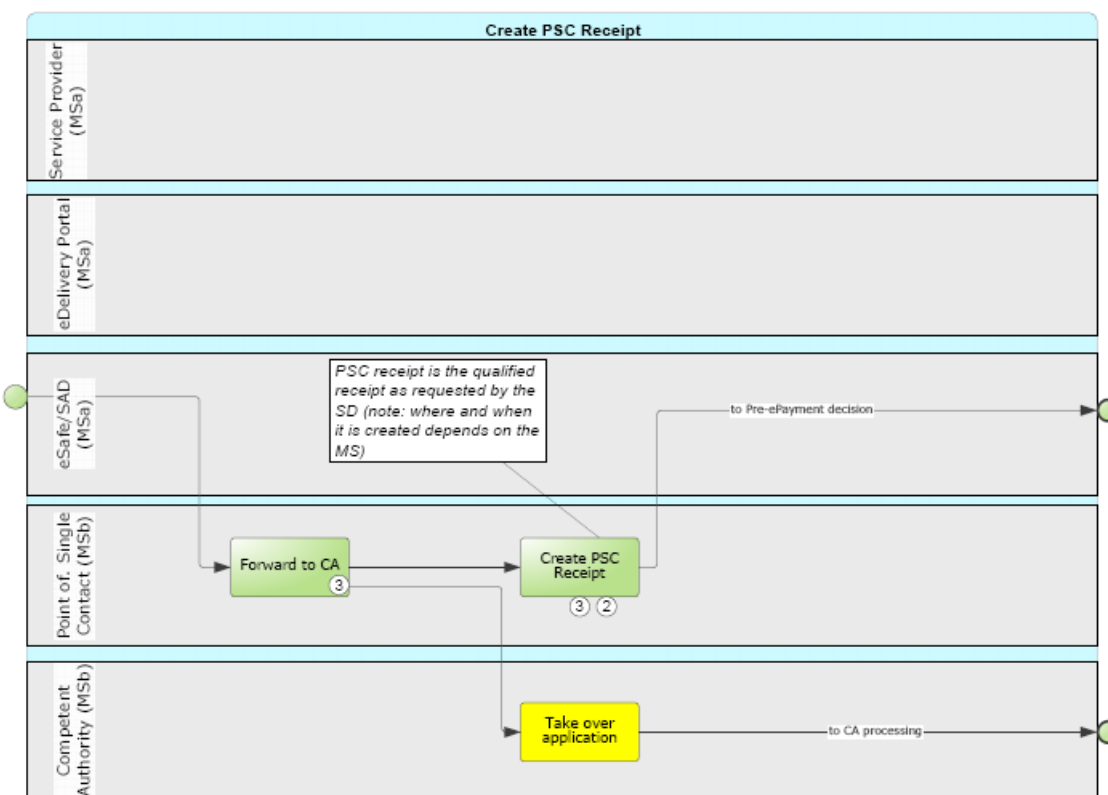 Create PSC Receipt
Service Provider
(MSa)
eDelivery Portal
(MSa)
eSafe/SAD
(MSa)
PSC receipt is the qualified
receipt as requested by the
SD (note: where and when
it is created depends on the
MS)
to Pre-ePayment decision
Point of. Single
Contact (MSb)
Forward to CA
3
Create PSC
Receipt
3 2
Competent
Authority (MSb)
Take over
application
to CA processing